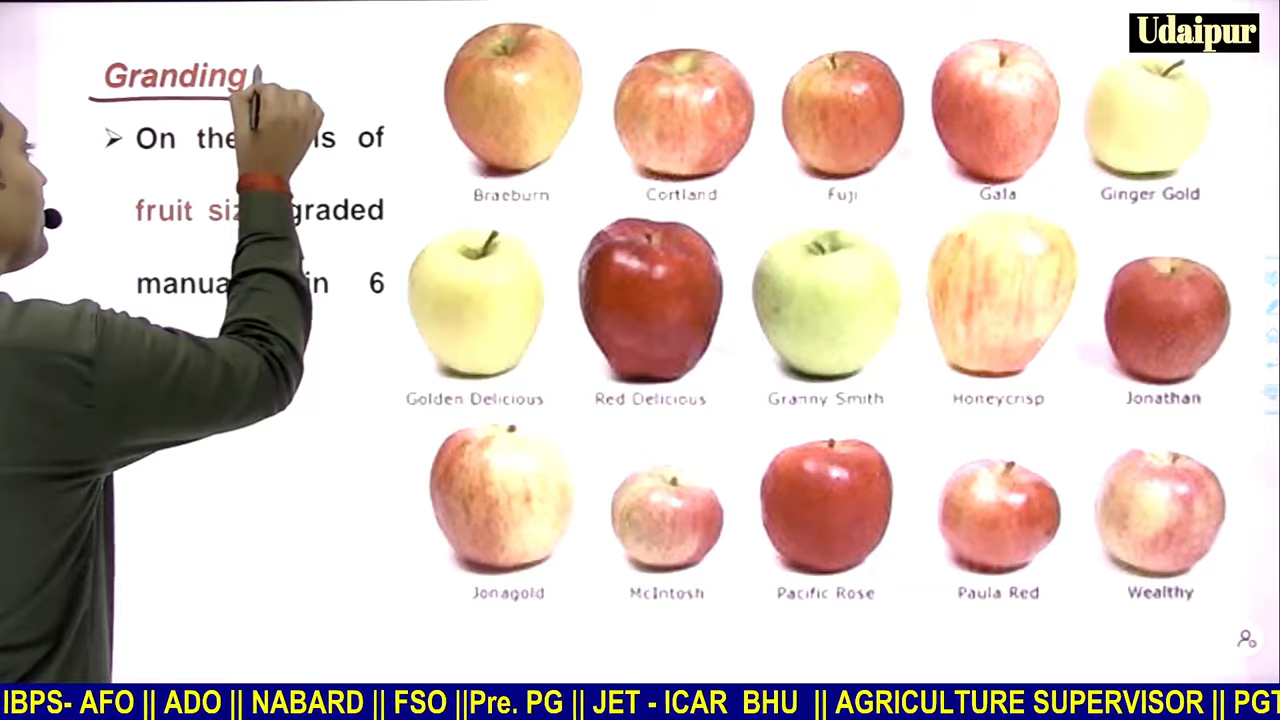 Udaipur
Granding
➢ On the is of
fruit siz graded
manua in 6
Braeburn Cortland Fuji Gala Ginger Gold
Golden Delicious Red Delicious Granny Smith Honeycrisp Jonathan
Jonagold McIntosh Pacific Rose Paula Red Wealthy
IBPS- AFO || ADO || NABARD || FSO ||Pre. PG || JET - ICAR BHU || AGRICULTURE SUPERVISOR || PGT